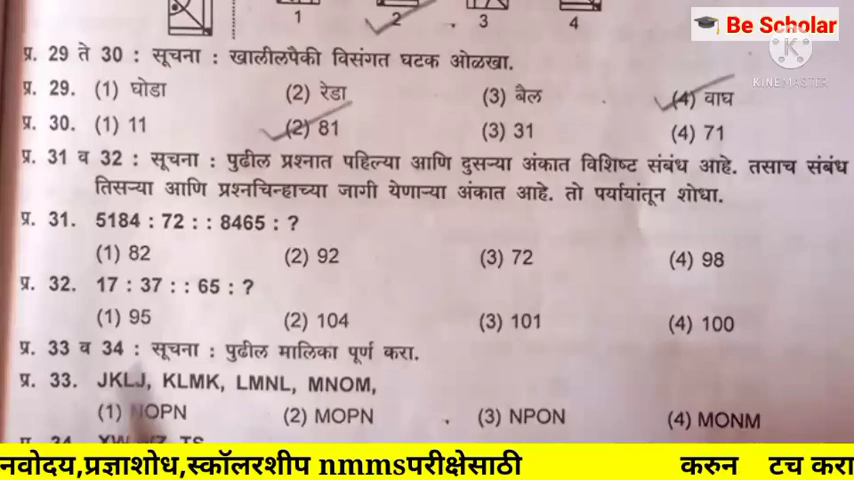 Be Scholar
KINEMASTER
1 2 3 4
प्र. 29 ते 30 : सूचना : खालीलपैकी विसंगत घटक ओळखा.
प्र. 29. (1) घोडा (2) रेडा (3) बैल (4) वाघ
प्र. 30. (1) 11 (2) 81 (3) 31 (4) 71
प्र. 31 व 32 : सूचना : पुढील प्रश्नात पहिल्या आणि दुसऱ्या अंकात विशिष्ट संबंध आहे. तसाच संबंध
तिसऱ्या आणि प्रश्नचिन्हाच्या जागी येणाऱ्या अंकात आहे. तो पर्यायांतून शोधा.
प्र. 31. 5184 : 72 : : 8465 : ?
(1) 82 (2) 92 (3) 72 (4) 98
प्र. 32. 17 : 37 : : 65 : ?
(1) 95 (2) 104 (3) 101 (4) 100
प्र. 33 व 34 : सूचना : पुढील मालिका पूर्ण करा.
प्र. 33. JKLJ, KLMK, LMNL, MNOM,
(1) NOPN (2) MOPN (3) NPON (4) MONM
नवोदय,प्रज्ञाशोध,स्कॉलरशीप nmmsपरीक्षेसाठी करुन टच करा